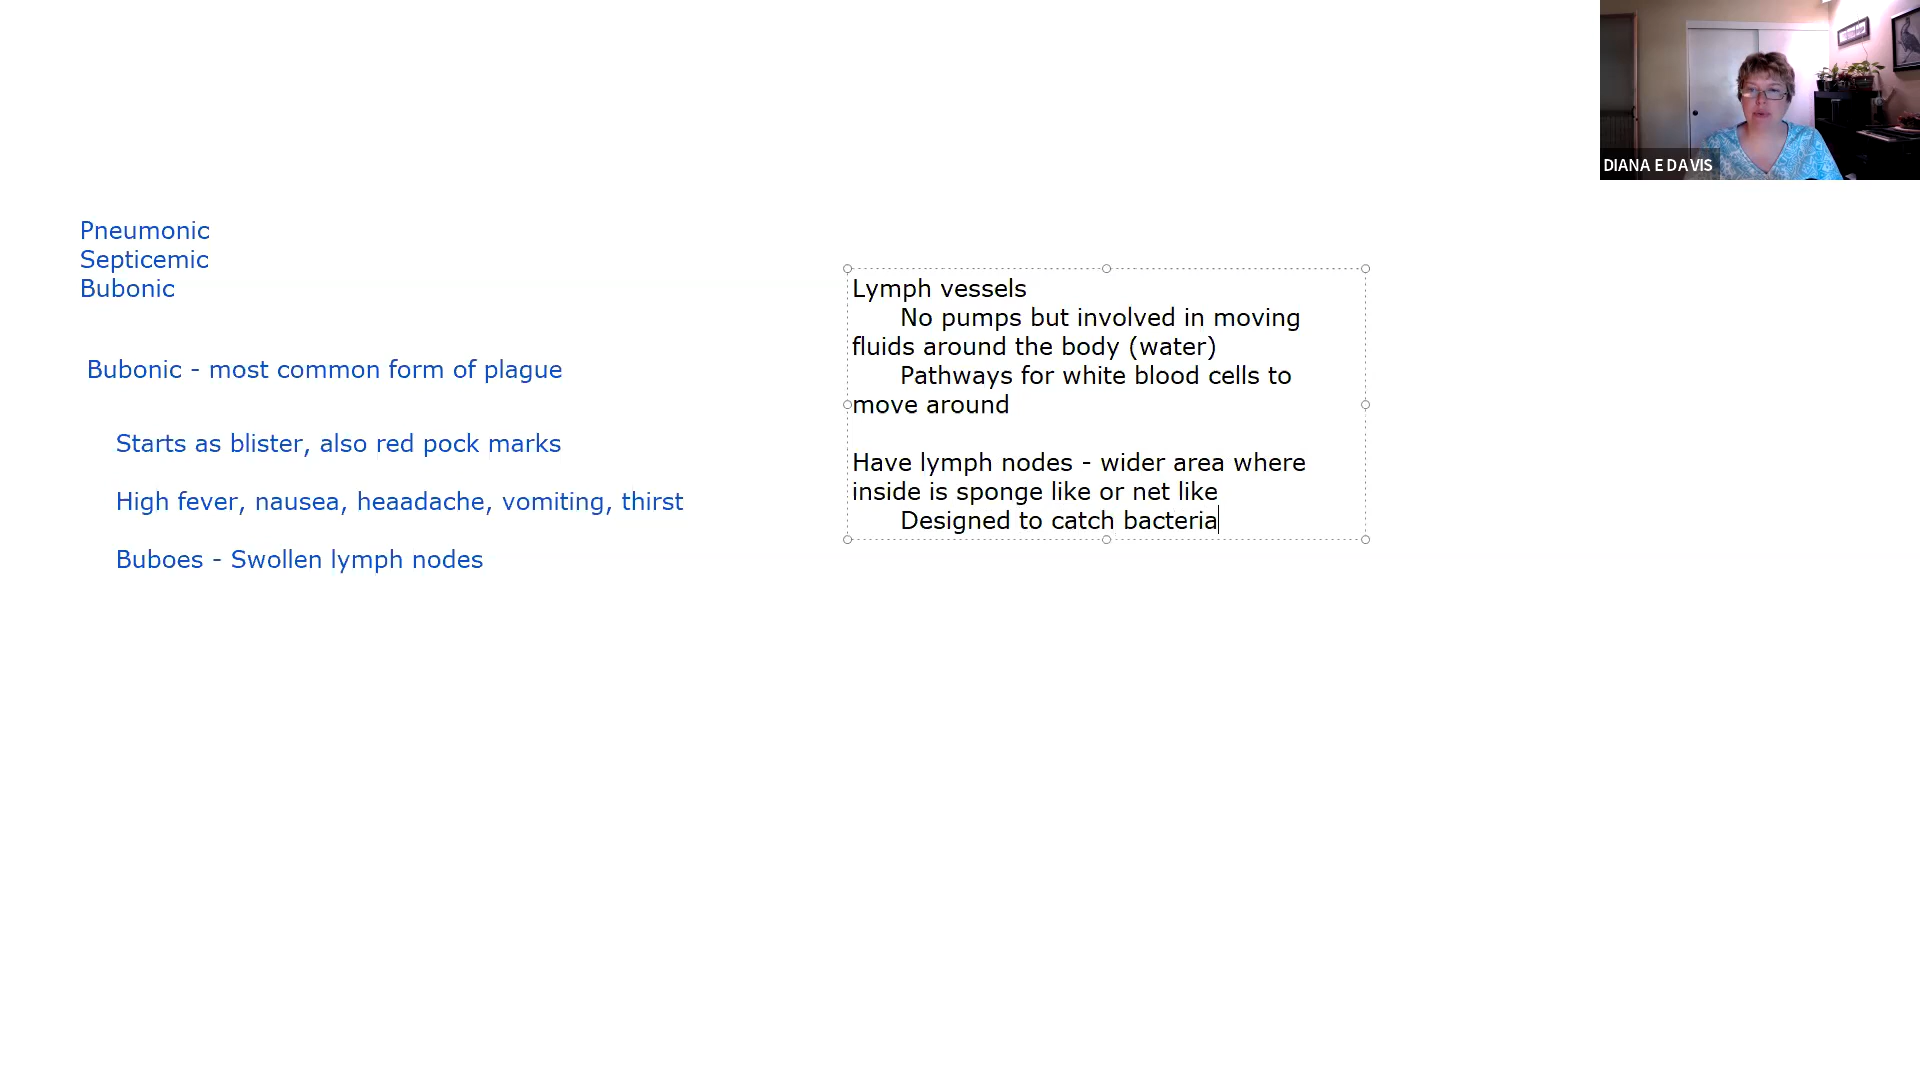 DIANA E DAVIS
Pneumonic
Septicemic
Bubonic
Bubonic - most common form of plague
Starts as blister, also red pock marks
High fever, nausea, heaadache, vomiting, thirst
Buboes - Swollen lymph nodes
Lymph vessels
No pumps but involved in moving
fluids around the body (water)
Pathways for white blood cells to
move around
Have lymph nodes - wider area where
inside is sponge like or net like
Designed to catch bacteria